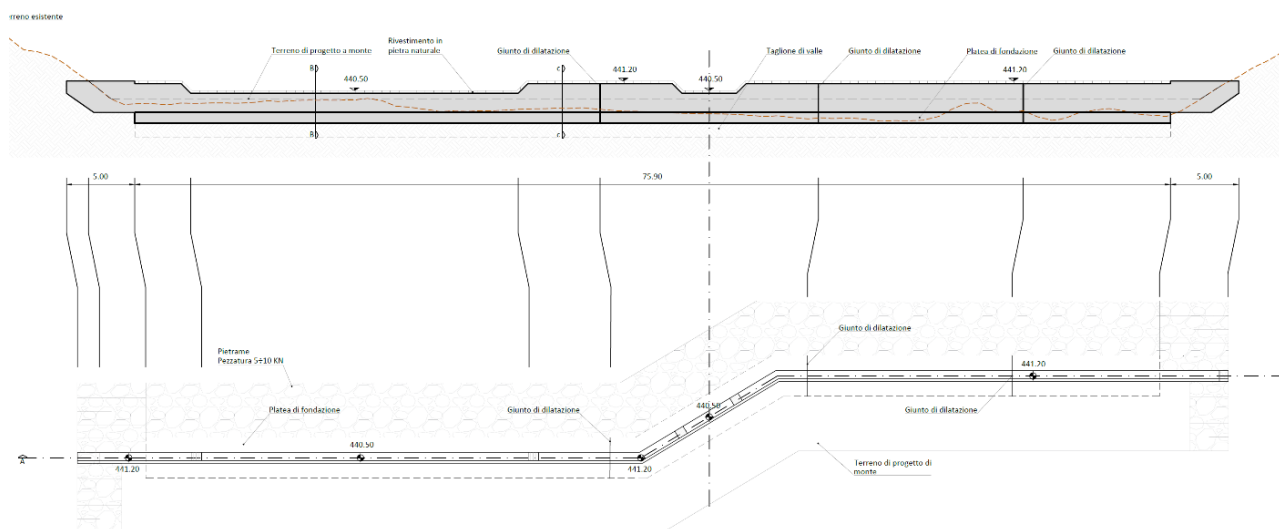 erreno esistente
Terreno di progetto a monte
Rivestimento in
pietra naturale
Giunto di dilatazione
Taglione di valle
Giunto di dilatazione
Platea di fondazione
Giunto di dilatazione
440.50
441.20
440.50
441.20
B
C
B
C
5.00
75.90
5.00
Pietrame
Pezzatura 5÷10 KN
Giunto di dilatazione
441.20
Platea di fondazione
Giunto di dilatazione
440.50
Giunto di dilatazione
440.50
A
441.20
441.20
Terreno di progetto di
monte